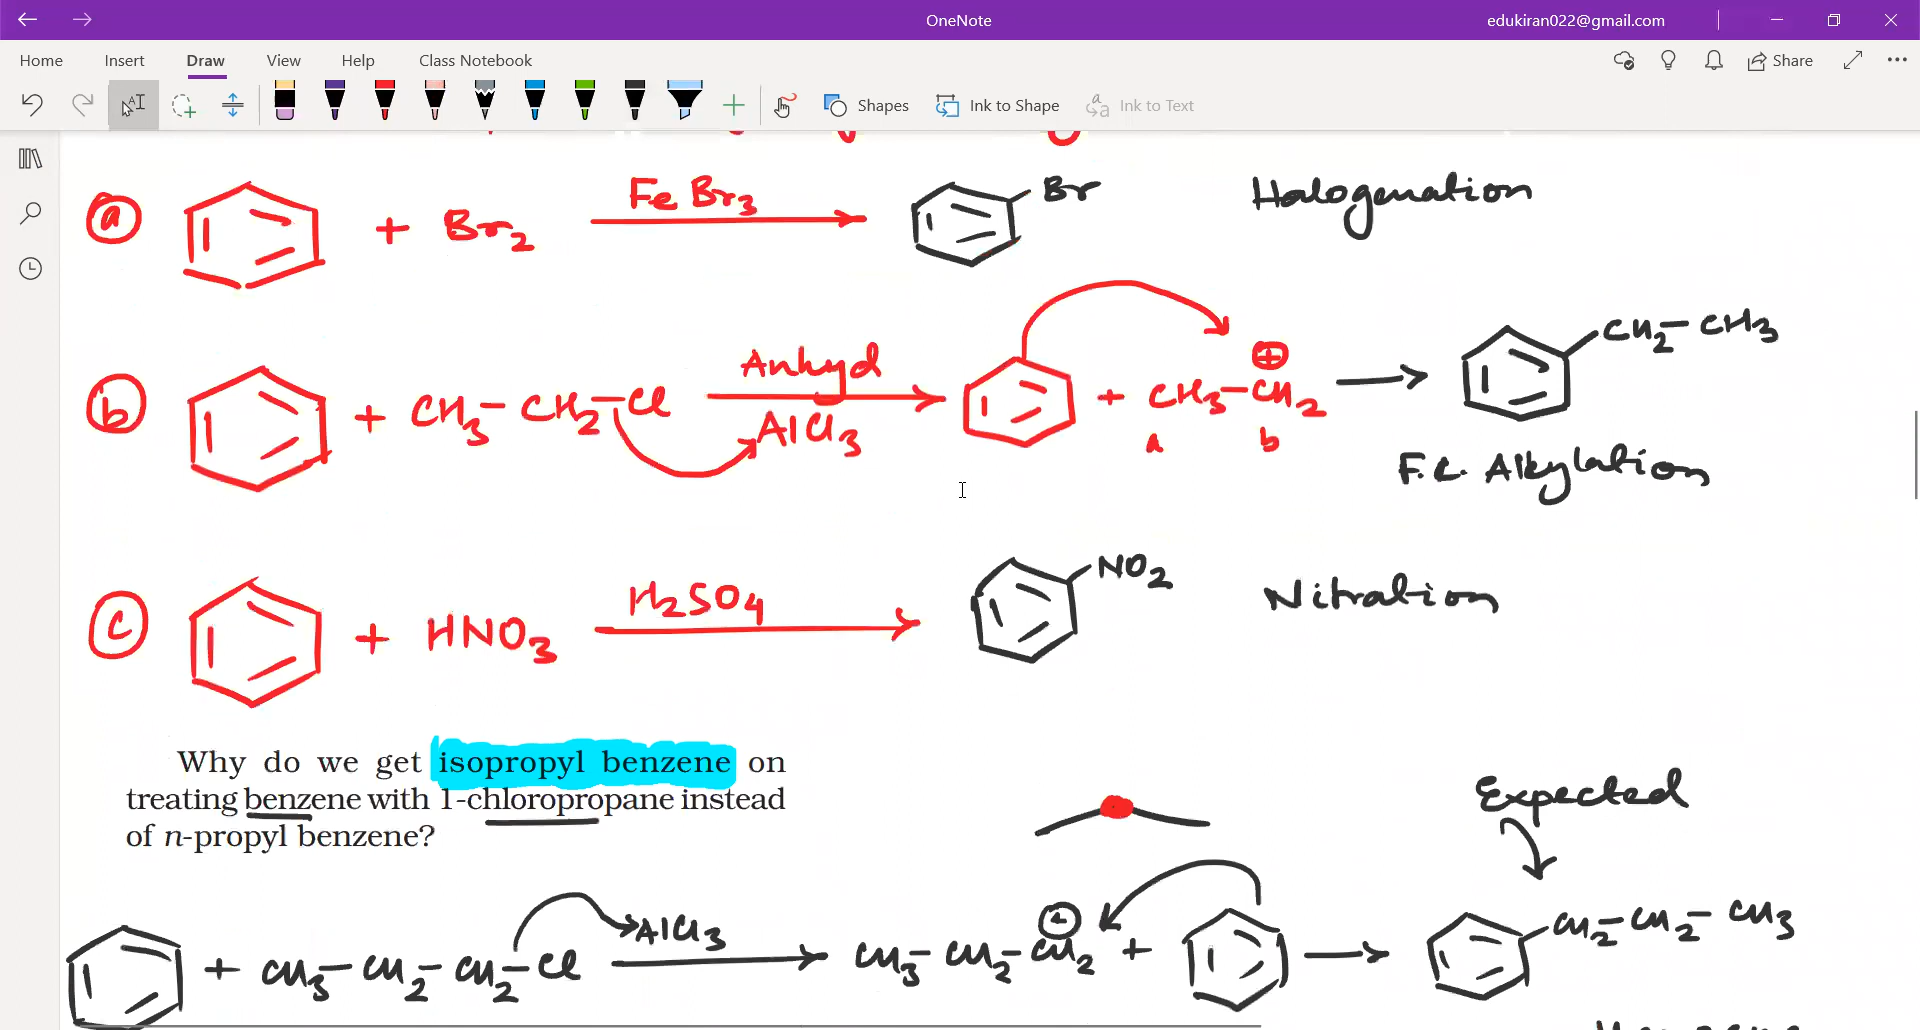 OneNote
edukiran022@gmail.com
Home Insert Draw View Help Class Notebook
Share
Shapes Ink to Shape Ink to Text
a + Br2 FeBr3 Br Halogenation
b + CH3-CH2-Cl Anhyd AlCl3 + CH3-CH2 + CH2-CH3
a b
F.C. Alkylation
c + HNO3 H2SO4 NO2 Nitration
Why do we get isopropyl benzene on
treating benzene with 1-chloropropane instead
of n-propyl benzene?
Expected
+ CH3-CH2-CH2-Cl AlCl3 CH3-CH2-CH2 + + CH2-CH2-CH3